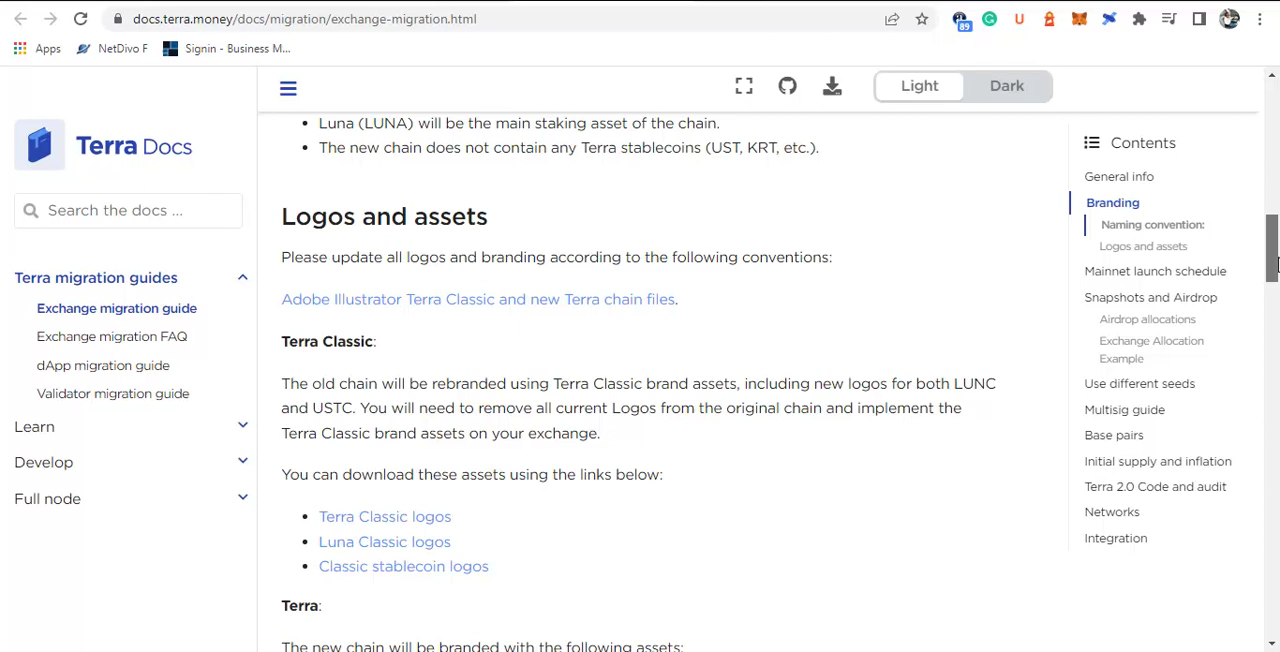 docs.terra.money/docs/migration/exchange-migration.html
89
Apps
NetDivo F
Signin - Business M...
Light
Dark
Terra Docs
Search the docs ...
Terra migration guides
Exchange migration guide
Exchange migration FAQ
dApp migration guide
Validator migration guide
Learn
Develop
Full node
• Luna (LUNA) will be the main staking asset of the chain.
• The new chain does not contain any Terra stablecoins (UST, KRT, etc.).
Logos and assets
Please update all logos and branding according to the following conventions:
Adobe Illustrator Terra Classic and new Terra chain files.
Terra Classic:
The old chain will be rebranded using Terra Classic brand assets, including new logos for both LUNC
and USTC. You will need to remove all current Logos from the original chain and implement the
Terra Classic brand assets on your exchange.
You can download these assets using the links below:
• Terra Classic logos
• Luna Classic logos
• Classic stablecoin logos
Terra:
The new chain will be branded with the following assets:
Contents
General info
Branding
Naming convention:
Logos and assets
Mainnet launch schedule
Snapshots and Airdrop
Airdrop allocations
Exchange Allocation
Example
Use different seeds
Multisig guide
Base pairs
Initial supply and inflation
Terra 2.0 Code and audit
Networks
Integration